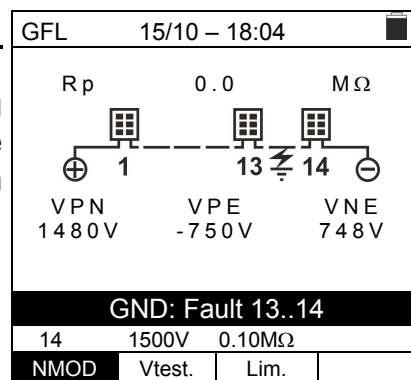 GFL 15/10 – 18:04
Rp 0.0 MΩ
1 13 14
VPN VPE VNE
1480V -750V 748V
GND: Fault 13..14
14 1500V 0.10MΩ
NMOD Vtest. Lim.